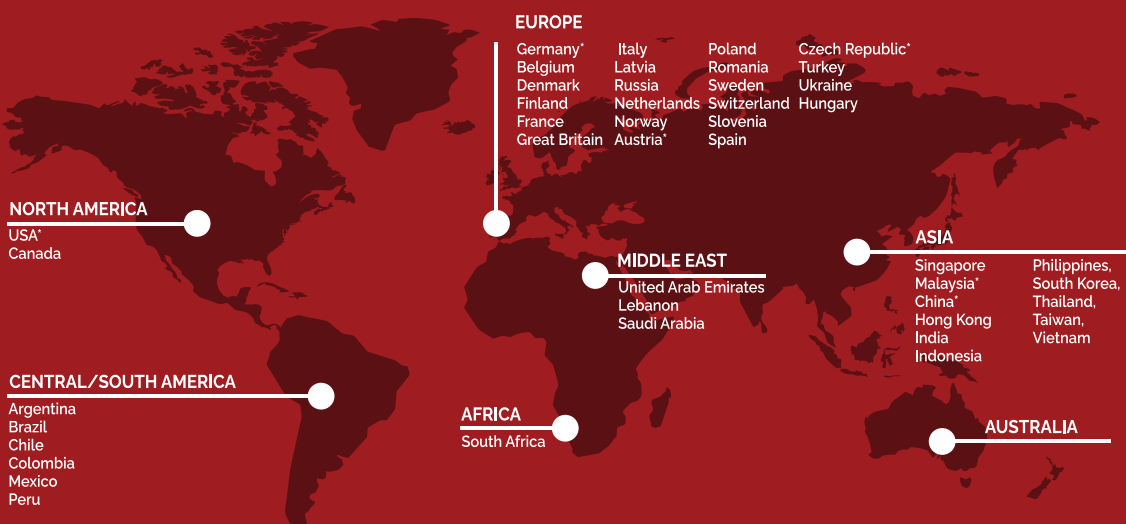 EUROPE
Germany*
Belgium
Denmark
Finland
France
Great Britain
Italy
Latvia
Russia
Netherlands
Norway
Austria*
Poland
Romania
Sweden
Switzerland
Slovenia
Spain
Czech Republic*
Turkey
Ukraine
Hungary
NORTH AMERICA
USA*
Canada
MIDDLE EAST
United Arab Emirates
Lebanon
Saudi Arabia
ASIA
Singapore
Malaysia*
China*
Hong Kong
India
Indonesia
Philippines,
South Korea,
Thailand,
Taiwan,
Vietnam
CENTRAL/SOUTH AMERICA
Argentina
Brazil
Chile
Colombia
Mexico
Peru
AFRICA
South Africa
AUSTRALIA